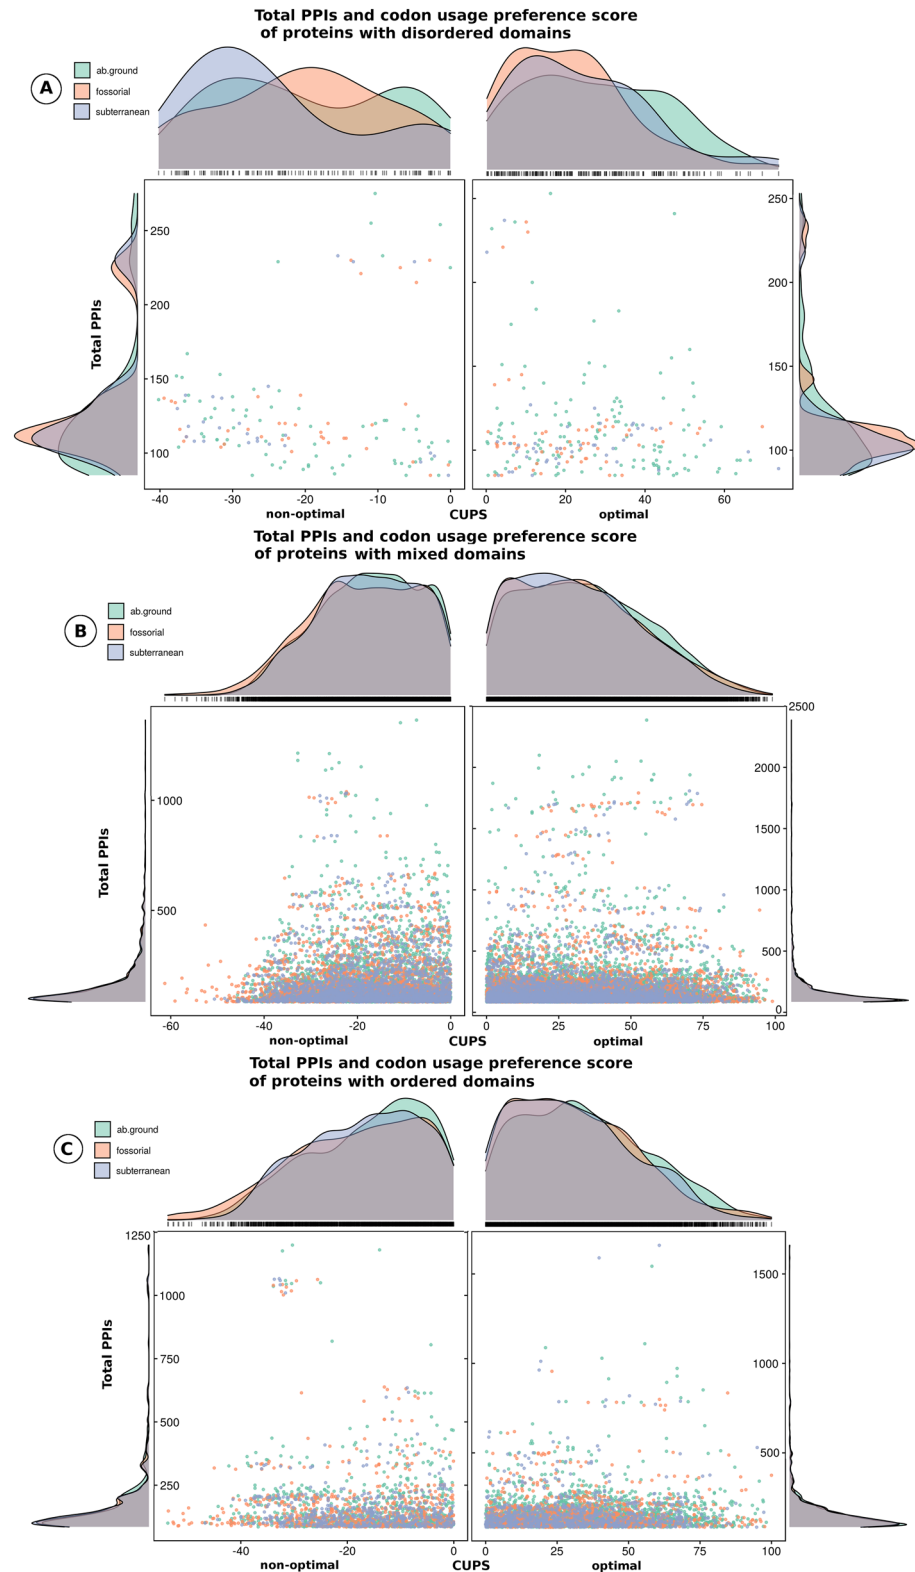 Total PPIs and codon usage preference score
of proteins with disordered domains
A
ab.ground
fossorial
subterranean
Total PPIs
250
200
150
100
250
200
150
100
-40 -30 -20 -10 0
0 20 40 60
non-optimal CUPS optimal
Total PPIs and codon usage preference score
of proteins with mixed domains
B
ab.ground
fossorial
subterranean
Total PPIs
1000
500
2500
2000
1500
1000
500
0
-60 -40 -20 0
0 25 50 75 100
non-optimal CUPS optimal
Total PPIs and codon usage preference score
of proteins with ordered domains
C
ab.ground
fossorial
subterranean
Total PPIs
1250
1000
750
500
250
1500
1000
500
-40 -20 0
0 25 50 75 100
non-optimal CUPS optimal